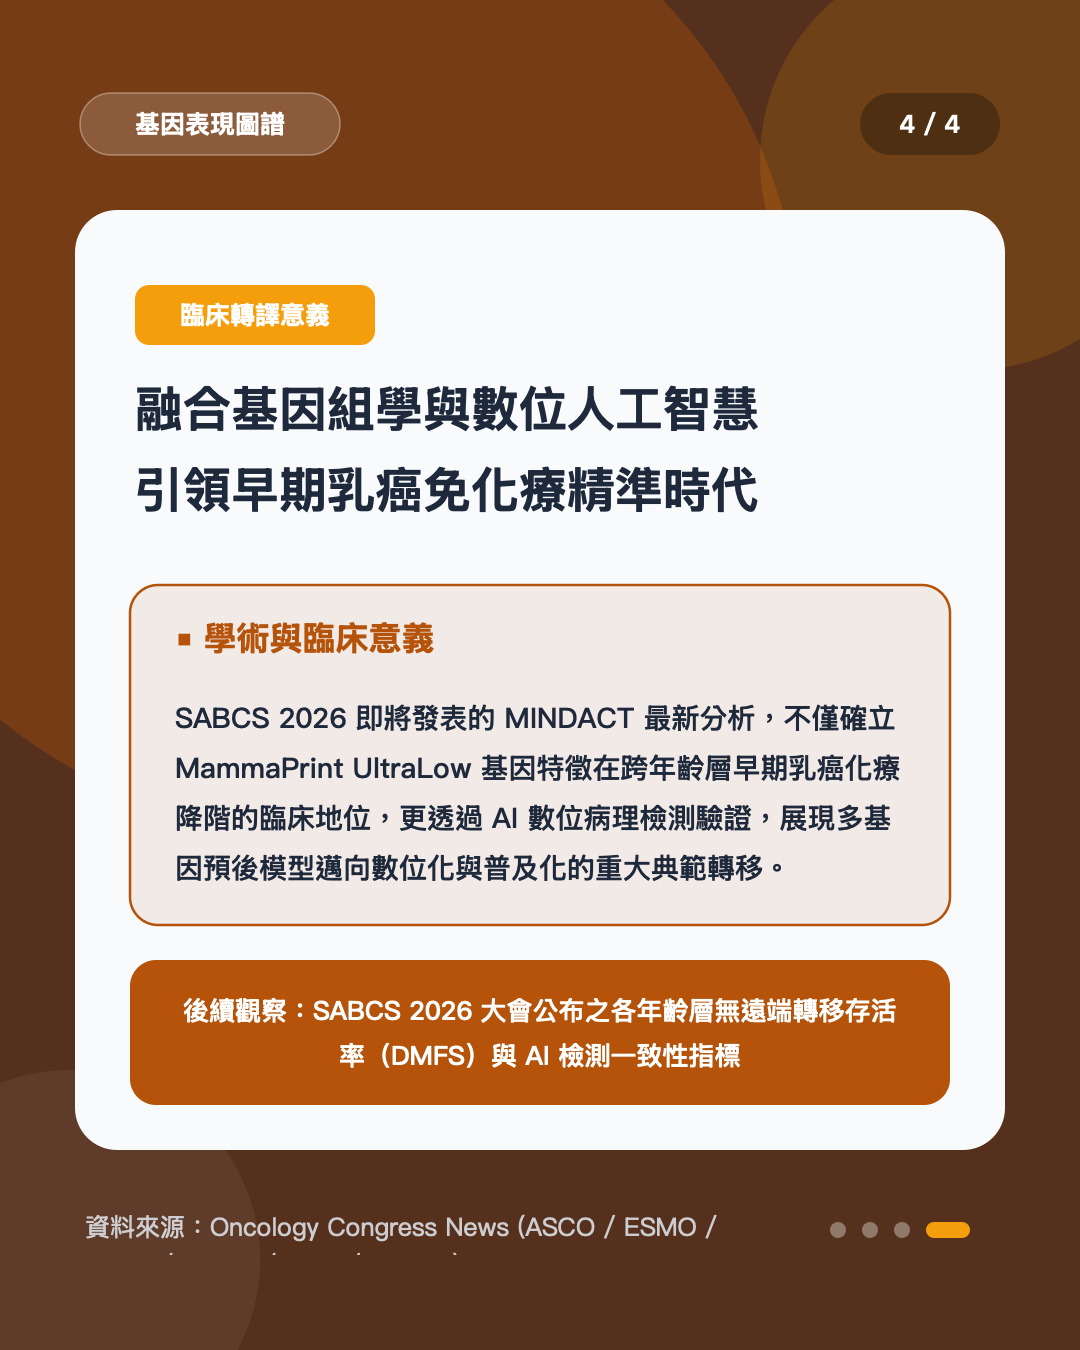 基因表現圖譜
4 / 4
臨床轉譯意義
融合基因組學與數位人工智慧
引領早期乳癌免化療精準時代
▪ 學術與臨床意義
SABCS 2026 即將發表的 MINDACT 最新分析，不僅確立
MammaPrint UltraLow 基因特徵在跨年齡層早期乳癌化療
降階的臨床地位，更透過 AI 數位病理檢測驗證，展現多基
因預後模型邁向數位化與普及化的重大典範轉移。
後續觀察：SABCS 2026 大會公布之各年齡層無遠端轉移存活
率（DMFS）與 AI 檢測一致性指標
資料來源：Oncology Congress News (ASCO / ESMO /